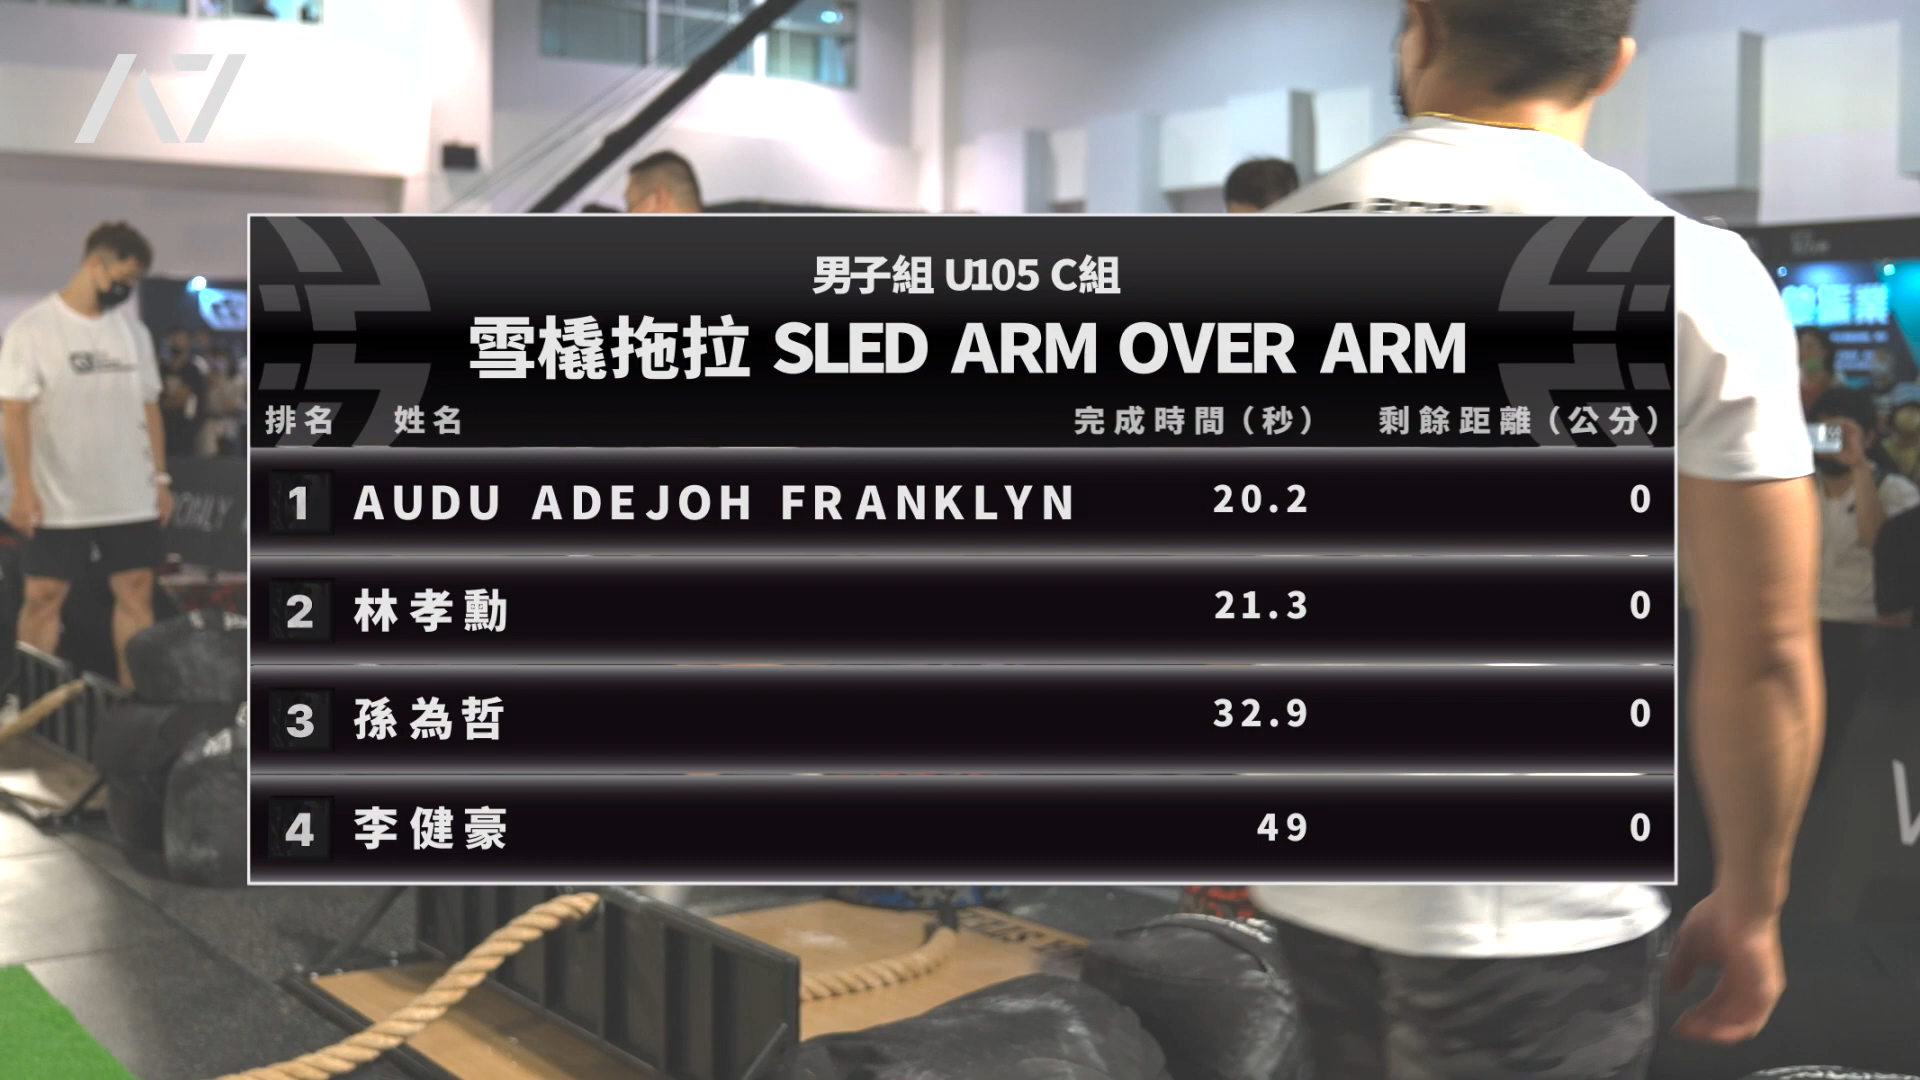 A7
男子組 U105 C組
雪橇拖拉 SLED ARM OVER ARM
排名 姓名 完成時間（秒） 剩餘距離（公分）
1 AUDU ADEJOH FRANKLYN 20.2 0
2 林孝勳 21.3 0
3 孫為哲 32.9 0
4 李健豪 49 0